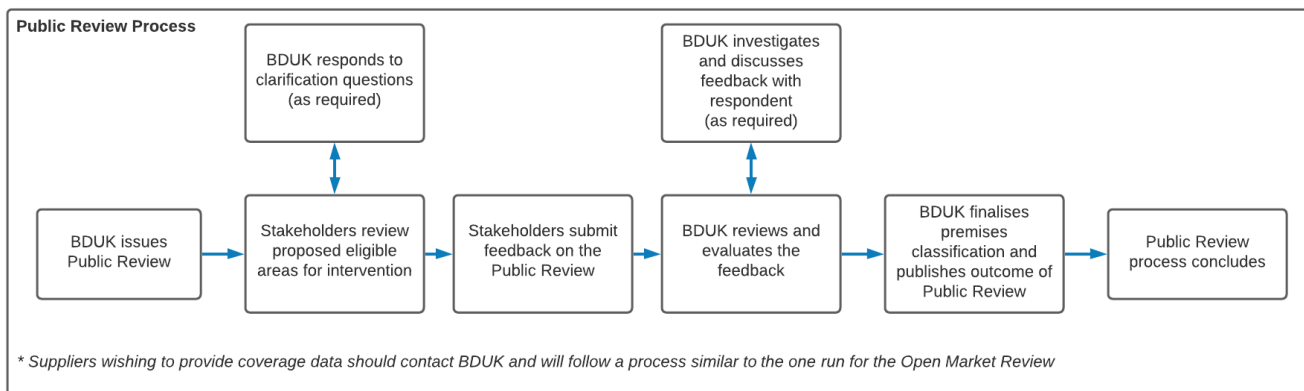 Public Review Process
BDUK responds to
clarification questions
(as required)
BDUK investigates
and discusses
feedback with
respondent
(as required)
BDUK issues
Public Review
Stakeholders review
proposed eligible
areas for intervention
Stakeholders submit
feedback on the
Public Review
BDUK reviews and
evaluates the
feedback
BDUK finalises
premises
classification and
publishes outcome of
Public Review
Public Review
process concludes
* Suppliers wishing to provide coverage data should contact BDUK and will follow a process similar to the one run for the Open Market Review